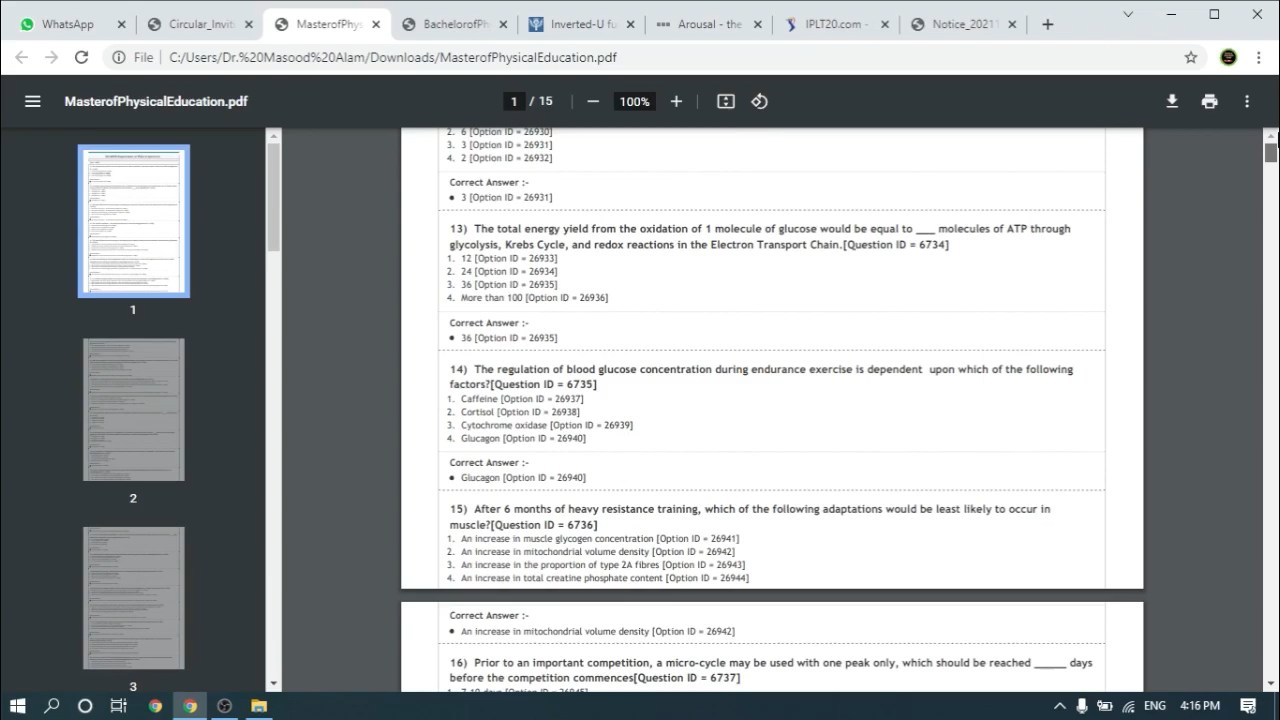 WhatsApp
Circular_Invit
MasterofPhys
BachelorofPh
Inverted-U fu
Arousal - the
IPLT20.com -
Notice_20211
File
C:/Users/Dr.%20Masood%20Alam/Downloads/MasterofPhysicalEducation.pdf
MasterofPhysicalEducation.pdf
1 / 15
100%
1
2
3
2. 6 [Option ID = 26930]
3. 3 [Option ID = 26931]
4. 2 [Option ID = 26932]
Correct Answer :-
• 3 [Option ID = 26931]
13) The total energy yield from the oxidation of 1 molecule of glucose would be equal to ___ molecules of ATP through
glycolysis, Krebs Cycle, and redox reactions in the Electron Transport Chain.[Question ID = 6734]
1. 12 [Option ID = 26933]
2. 24 [Option ID = 26934]
3. 36 [Option ID = 26935]
4. More than 100 [Option ID = 26936]
Correct Answer :-
• 36 [Option ID = 26935]
14) The regulation of blood glucose concentration during endurance exercise is dependent upon which of the following
factors?[Question ID = 6735]
1. Caffeine [Option ID = 26937]
2. Cortisol [Option ID = 26938]
3. Cytochrome oxidase [Option ID = 26939]
4. Glucagon [Option ID = 26940]
Correct Answer :-
• Glucagon [Option ID = 26940]
15) After 6 months of heavy resistance training, which of the following adaptations would be least likely to occur in
muscle?[Question ID = 6736]
1. An increase in muscle glycogen concentration [Option ID = 26941]
2. An increase in mitochondrial volume density [Option ID = 26942]
3. An increase in the proportion of type 2A fibres [Option ID = 26943]
4. An increase in total creatine phosphate content [Option ID = 26944]
Correct Answer :-
• An increase in mitochondrial volume density [Option ID = 26942]
16) Prior to an important competition, a micro-cycle may be used with one peak only, which should be reached _____ days
before the competition commences[Question ID = 6737]
1. 7-10 days [Option ID = 26945]
ENG
4:16 PM